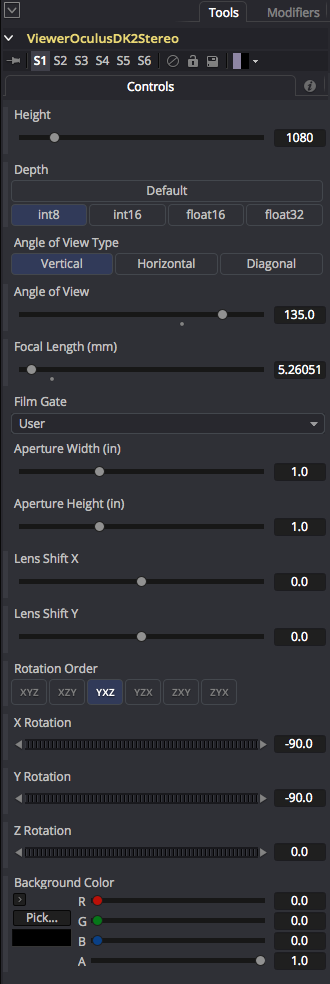 Tools Modifiers
ViewerOculusDK2Stereo
S1 S2 S3 S4 S5 S6
Controls
Height
1080
Depth
Default
int8 int16 float16 float32
Angle of View Type
Vertical Horizontal Diagonal
Angle of View
135.0
Focal Length (mm)
5.26051
Film Gate
User
Aperture Width (in)
1.0
Aperture Height (in)
1.0
Lens Shift X
0.0
Lens Shift Y
0.0
Rotation Order
XYZ XZY YXZ YZX ZXY ZYX
X Rotation
-90.0
Y Rotation
-90.0
Z Rotation
0.0
Background Color
R 0.0
Pick... G 0.0
B 0.0
A 1.0